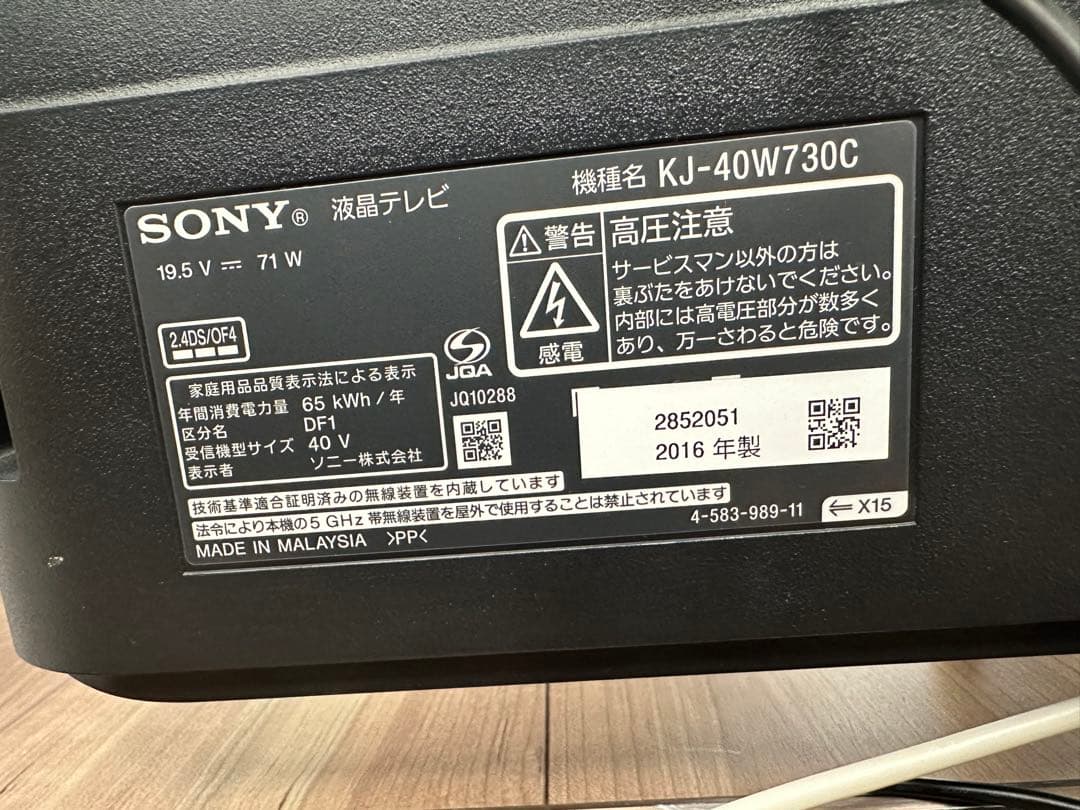 SONY® 液晶テレビ
機種名 KJ-40W730C
19.5 V ⎓ 71 W
警告
感電
高圧注意
サービスマン以外の方は
裏ぶたをあけないでください。
内部には高電圧部分が数多く
あり、万一さわると危険です。
2.4DS/OF4
家庭用品品質表示法による表示
年間消費電力量 65 kWh / 年
区分名 DF1
受信機型サイズ 40 V
表示者 ソニー株式会社
JQA
JQ10288
2852051
2016 年製
技術基準適合証明済みの無線装置を内蔵しています
法令により本機の5 GHz 帯無線装置を屋外で使用することは禁止されています
MADE IN MALAYSIA >PP<
4-583-989-11
⇐ X15